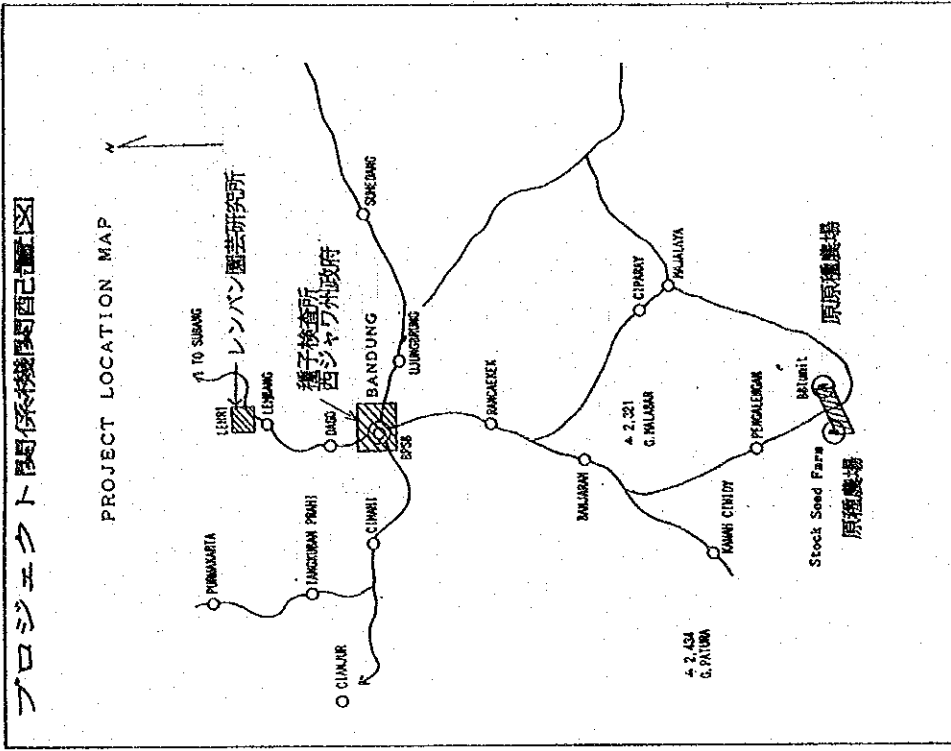 プロジェクト関係機関配置図
PROJECT LOCATION MAP
N
TO SUBANG
レンバン園芸研究所
LEHRI
LEMBANG
DAGO
種子検査所
西ジャワ州政府
BANDUNG
BPSB
SUMEDANG
UJUNGBURUNG
PURWAKARTA
TANGKUBAN PRAHU
CIMAHI
CIANJUR
RANCAEKEK
BANJARAN
▲ 2,321
G. MALABAR
CIPARAY
MAJALAYA
KAWAH CIWIDY
PENGALENGAN
▲ 2,434
G. PATUHA
BBIunit
原原種農場
Stock Seed Farm
原種農場